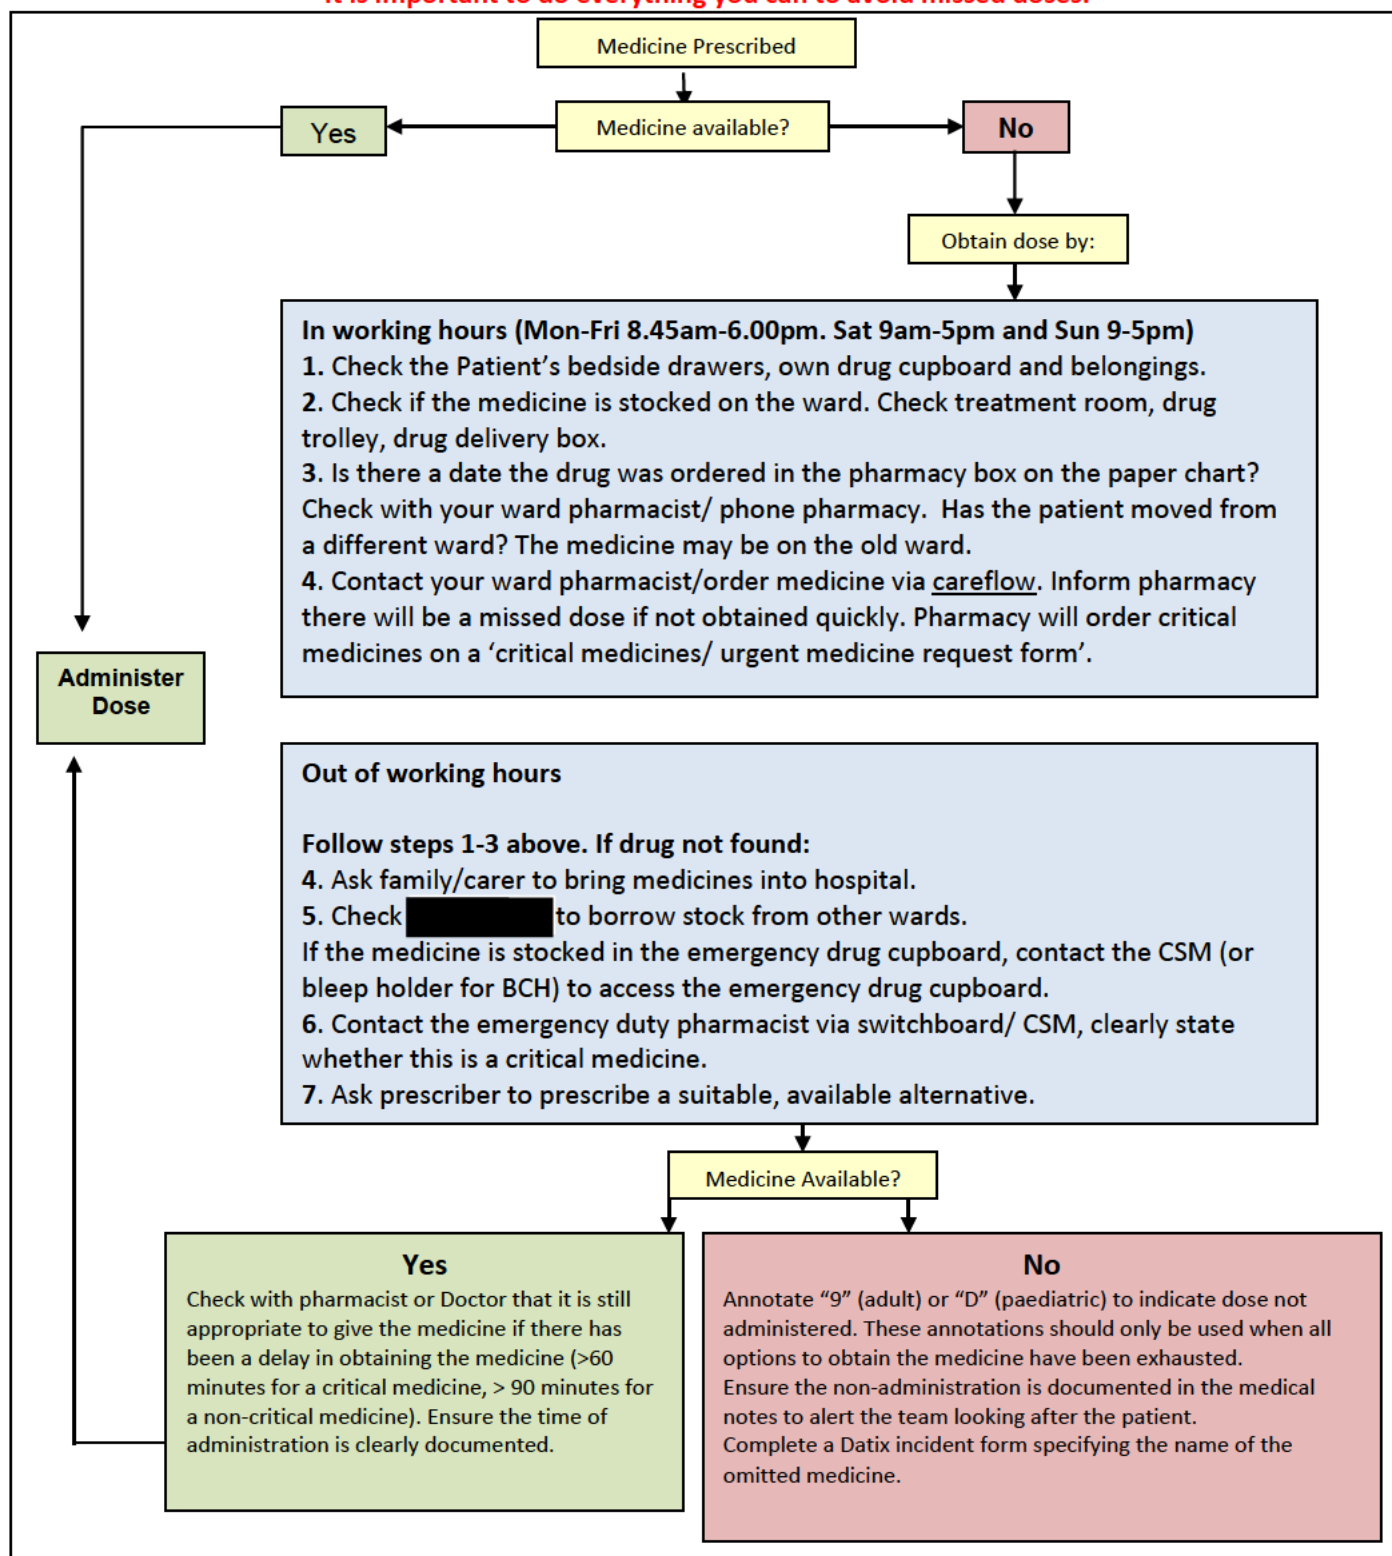 It is important to do everything you can to avoid missed doses.
Medicine Prescribed
Yes
Medicine available?
No
Obtain dose by:
In working hours (Mon-Fri 8.45am-6.00pm. Sat 9am-5pm and Sun 9-5pm)
1. Check the Patient's bedside drawers, own drug cupboard and belongings.
2. Check if the medicine is stocked on the ward. Check treatment room, drug
trolley, drug delivery box.
3. Is there a date the drug was ordered in the pharmacy box on the paper chart?
Check with your ward pharmacist/ phone pharmacy. Has the patient moved from
a different ward? The medicine may be on the old ward.
4. Contact your ward pharmacist/order medicine via careflow. Inform pharmacy
there will be a missed dose if not obtained quickly. Pharmacy will order critical
medicines on a 'critical medicines/ urgent medicine request form'.
Administer
Dose
Out of working hours
Follow steps 1-3 above. If drug not found:
4. Ask family/carer to bring medicines into hospital.
5. Check to borrow stock from other wards.
If the medicine is stocked in the emergency drug cupboard, contact the CSM (or
bleep holder for BCH) to access the emergency drug cupboard.
6. Contact the emergency duty pharmacist via switchboard/ CSM, clearly state
whether this is a critical medicine.
7. Ask prescriber to prescribe a suitable, available alternative.
Medicine Available?
Yes
Check with pharmacist or Doctor that it is still
appropriate to give the medicine if there has
been a delay in obtaining the medicine (>60
minutes for a critical medicine, > 90 minutes for
a non-critical medicine). Ensure the time of
administration is clearly documented.
No
Annotate "9" (adult) or "D" (paediatric) to indicate dose not
administered. These annotations should only be used when all
options to obtain the medicine have been exhausted.
Ensure the non-administration is documented in the medical
notes to alert the team looking after the patient.
Complete a Datix incident form specifying the name of the
omitted medicine.